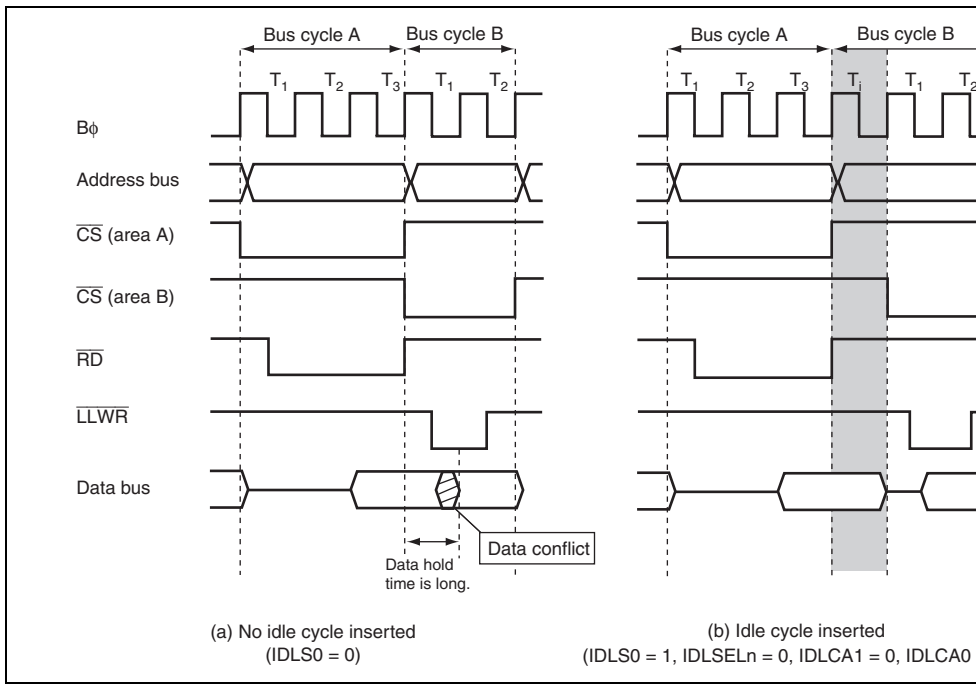 Bus cycle A Bus cycle B Bus cycle A Bus cycle B
T1 T2 T3 T1 T2 T1 T2 T3 Ti T1 T2
Bϕ
Address bus
CS (area A)
CS (area B)
RD
LLWR
Data bus
Data conflict
Data hold
time is long.
(a) No idle cycle inserted
(IDLS0 = 0)
(b) Idle cycle inserted
(IDLS0 = 1, IDLSELn = 0, IDLCA1 = 0, IDLCA0